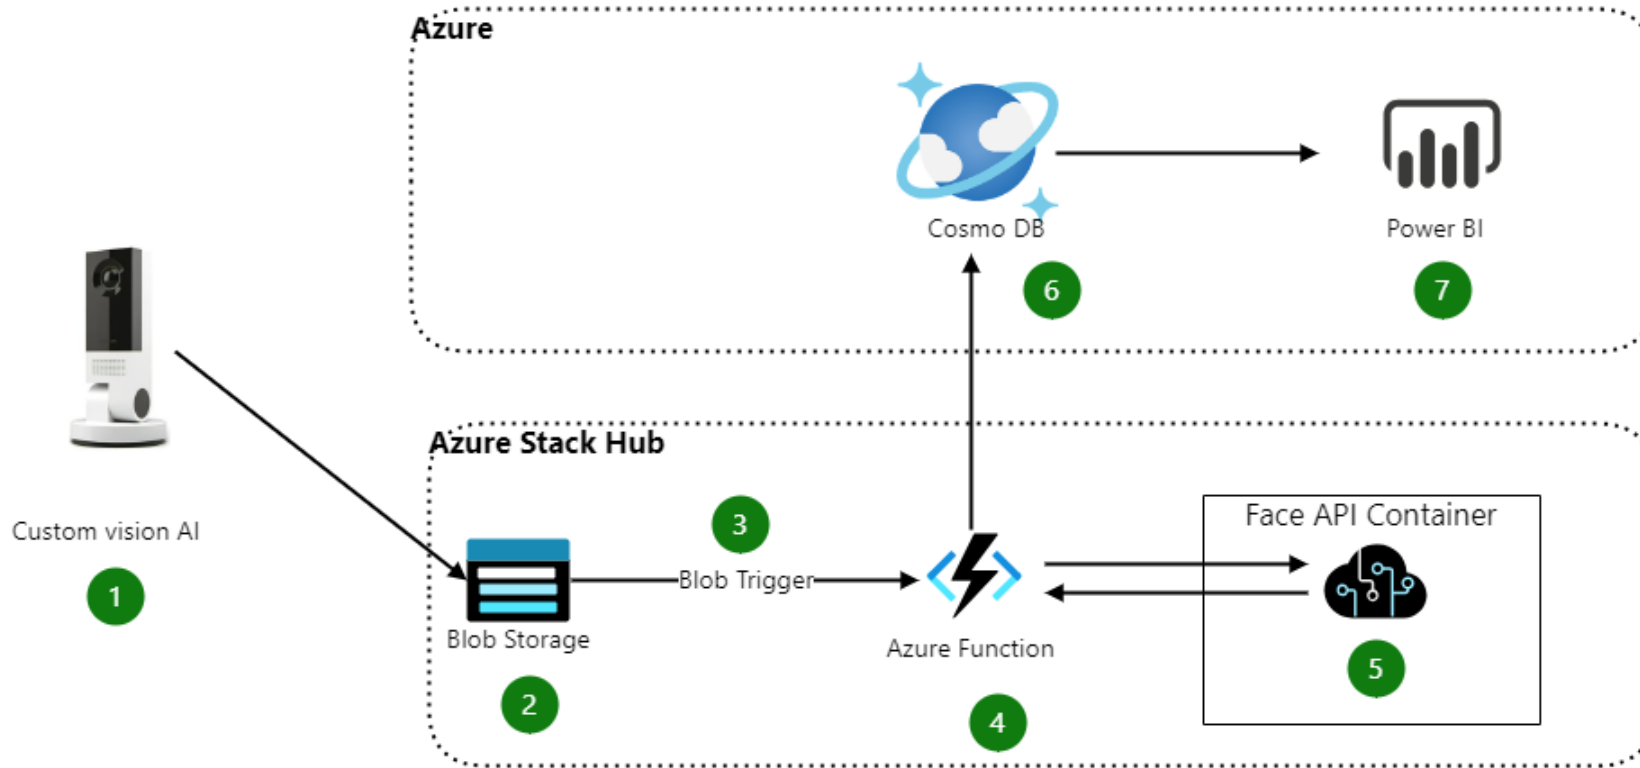 Azure
Cosmo DB
Power BI
6
7
Custom vision AI
1
Azure Stack Hub
3
Blob Trigger
Blob Storage
2
Azure Function
4
Face API Container
5